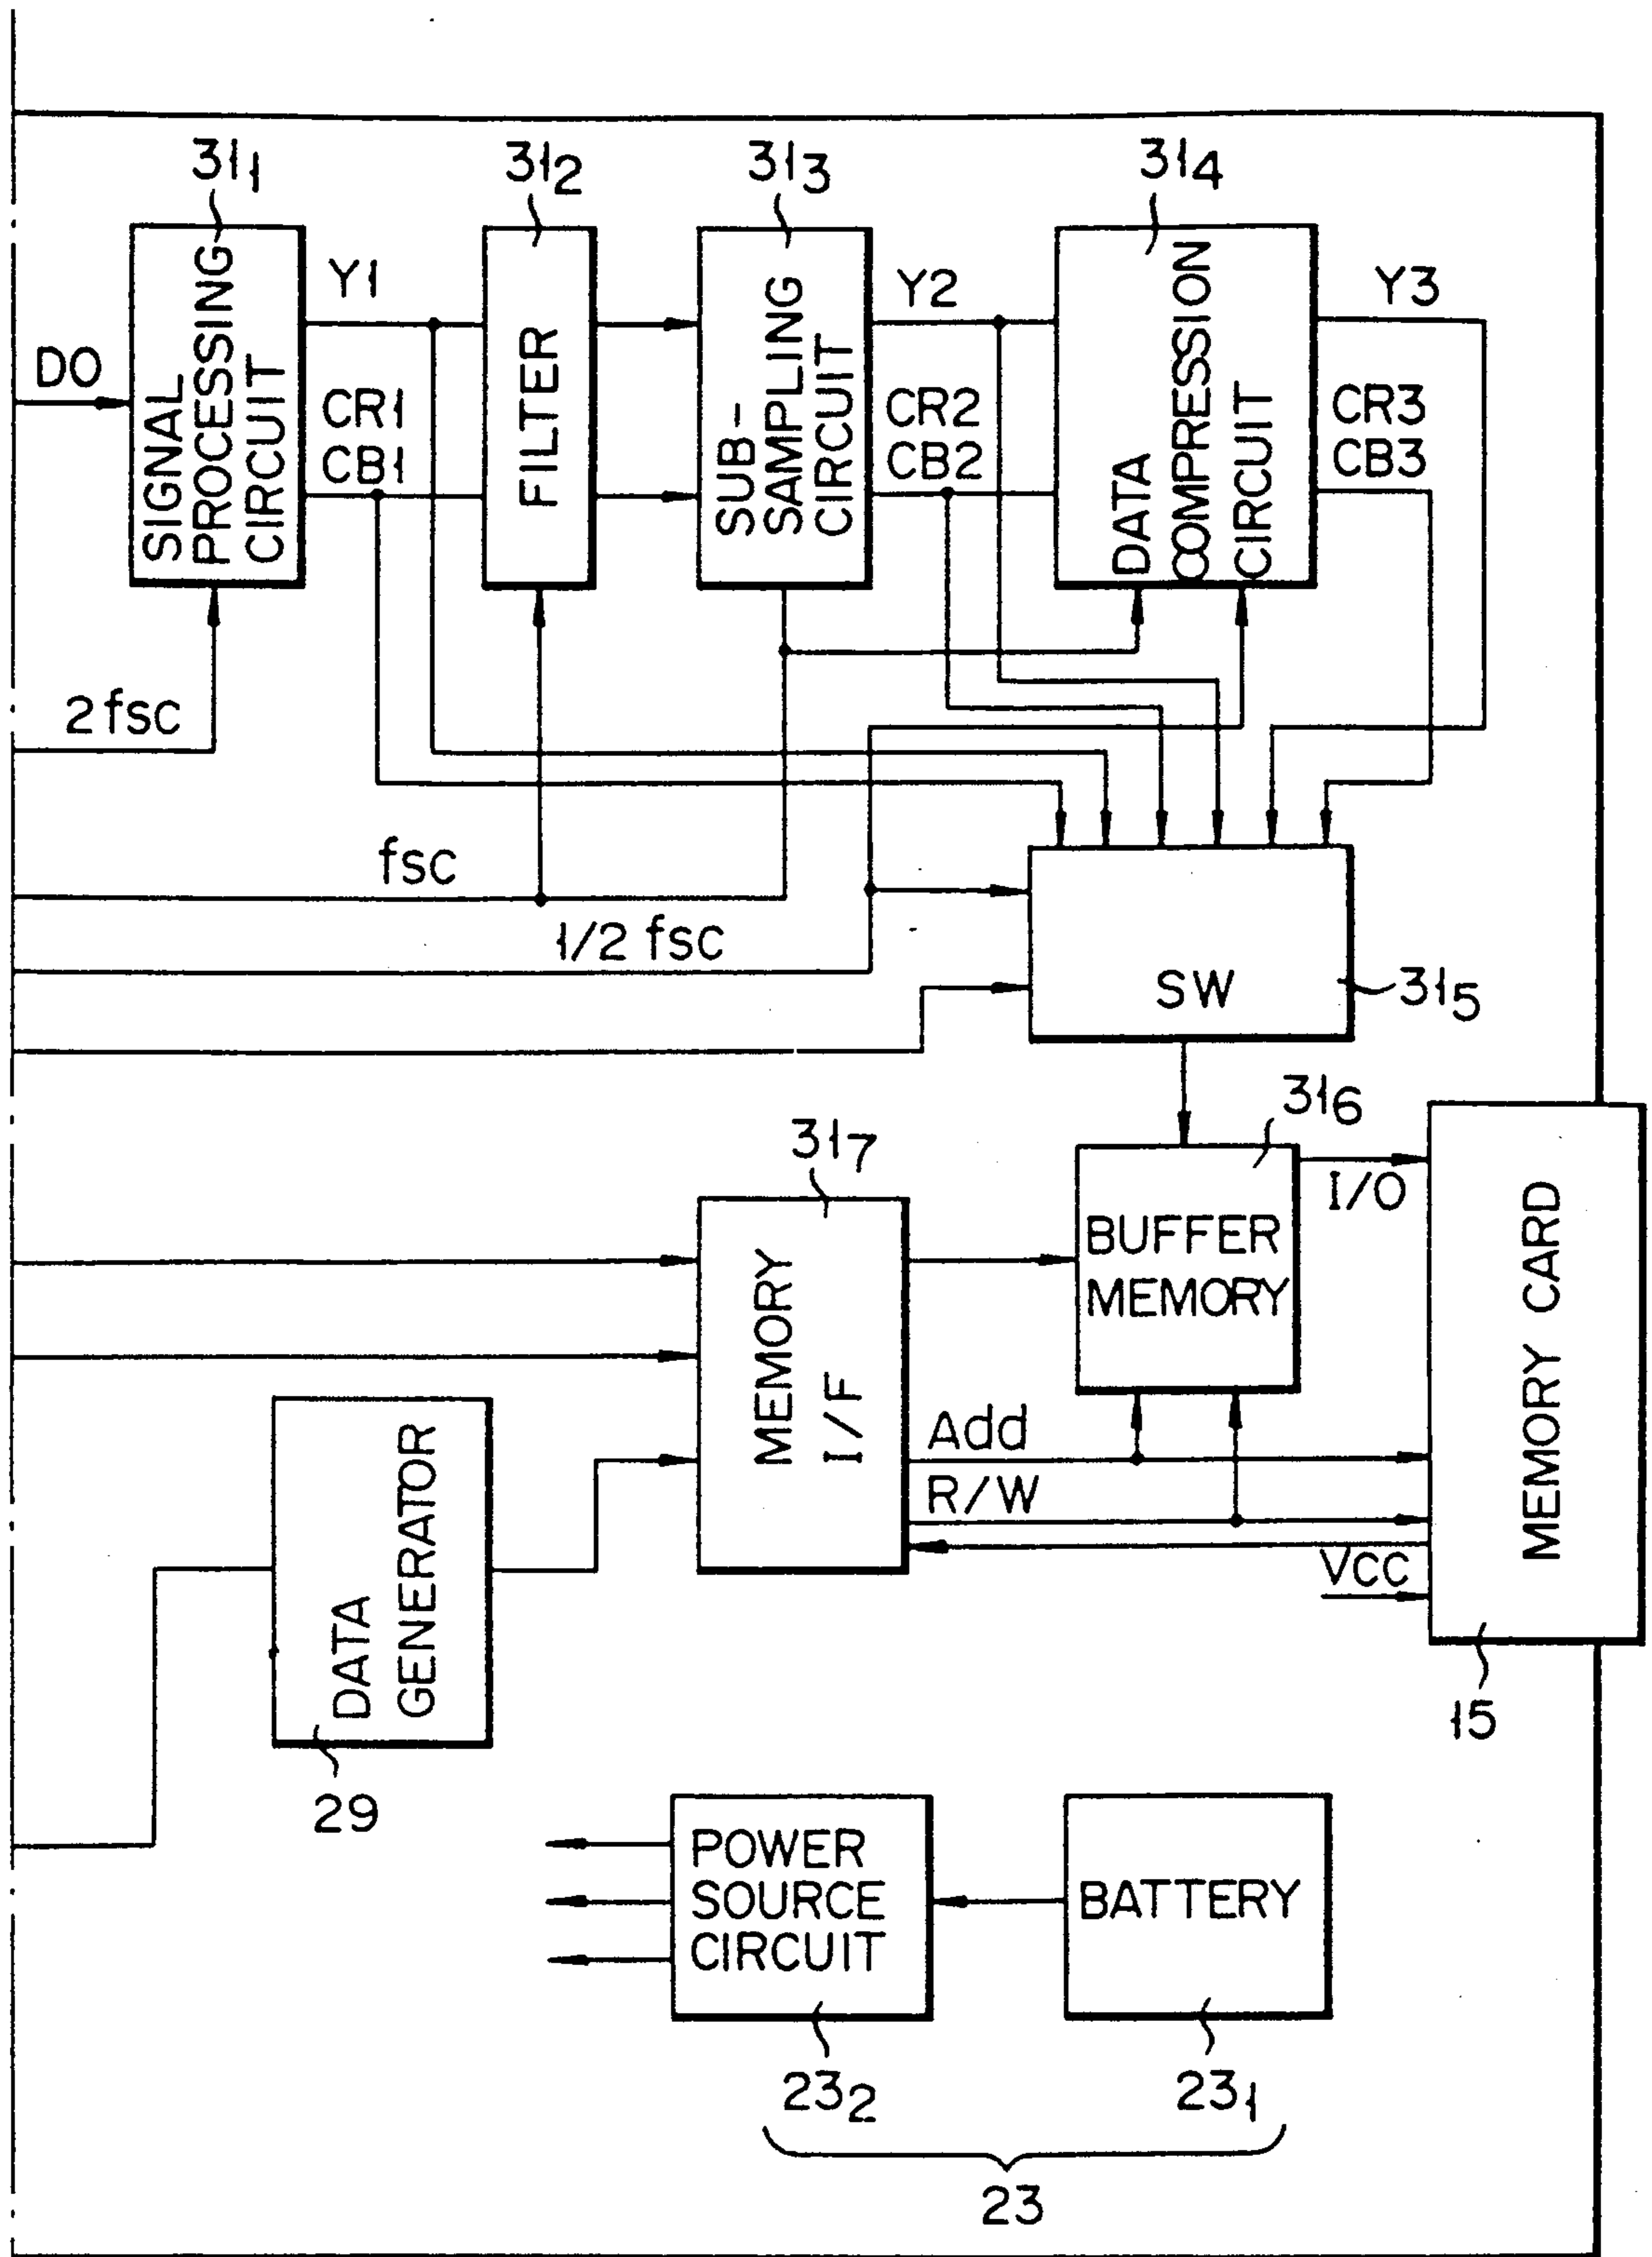 31₁
31₂
31₃
31₄
SIGNAL
PROCESSING
CIRCUIT
FILTER
SUB-
SAMPLING
CIRCUIT
DATA
COMPRESSION
CIRCUIT
Y1
Y2
Y3
DO
CR1
CB1
CR2
CB2
CR3
CB3
2fsc
fsc
1/2 fsc
SW
31₅
31₆
31₇
I/O
BUFFER
MEMORY
MEMORY
I/F
MEMORY CARD
Add
R/W
VCC
DATA
GENERATOR
15
29
POWER
SOURCE
CIRCUIT
BATTERY
23₂
23₁
23